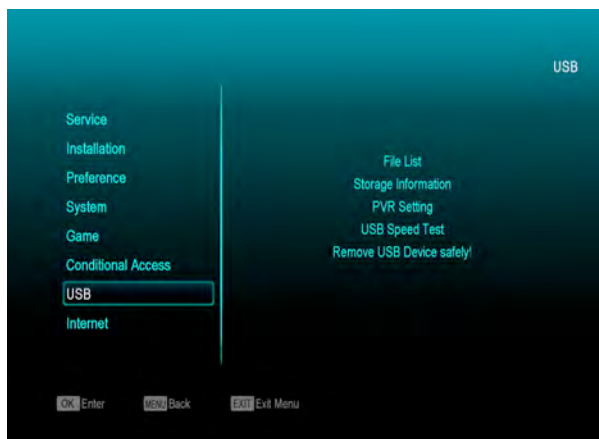 USB
Service
Installation
Preference
System
Game
Conditional Access
USB
Internet
File List
Storage Information
PVR Setting
USB Speed Test
Remove USB Device safely!
OK Enter MENU Back EXIT Exit Menu